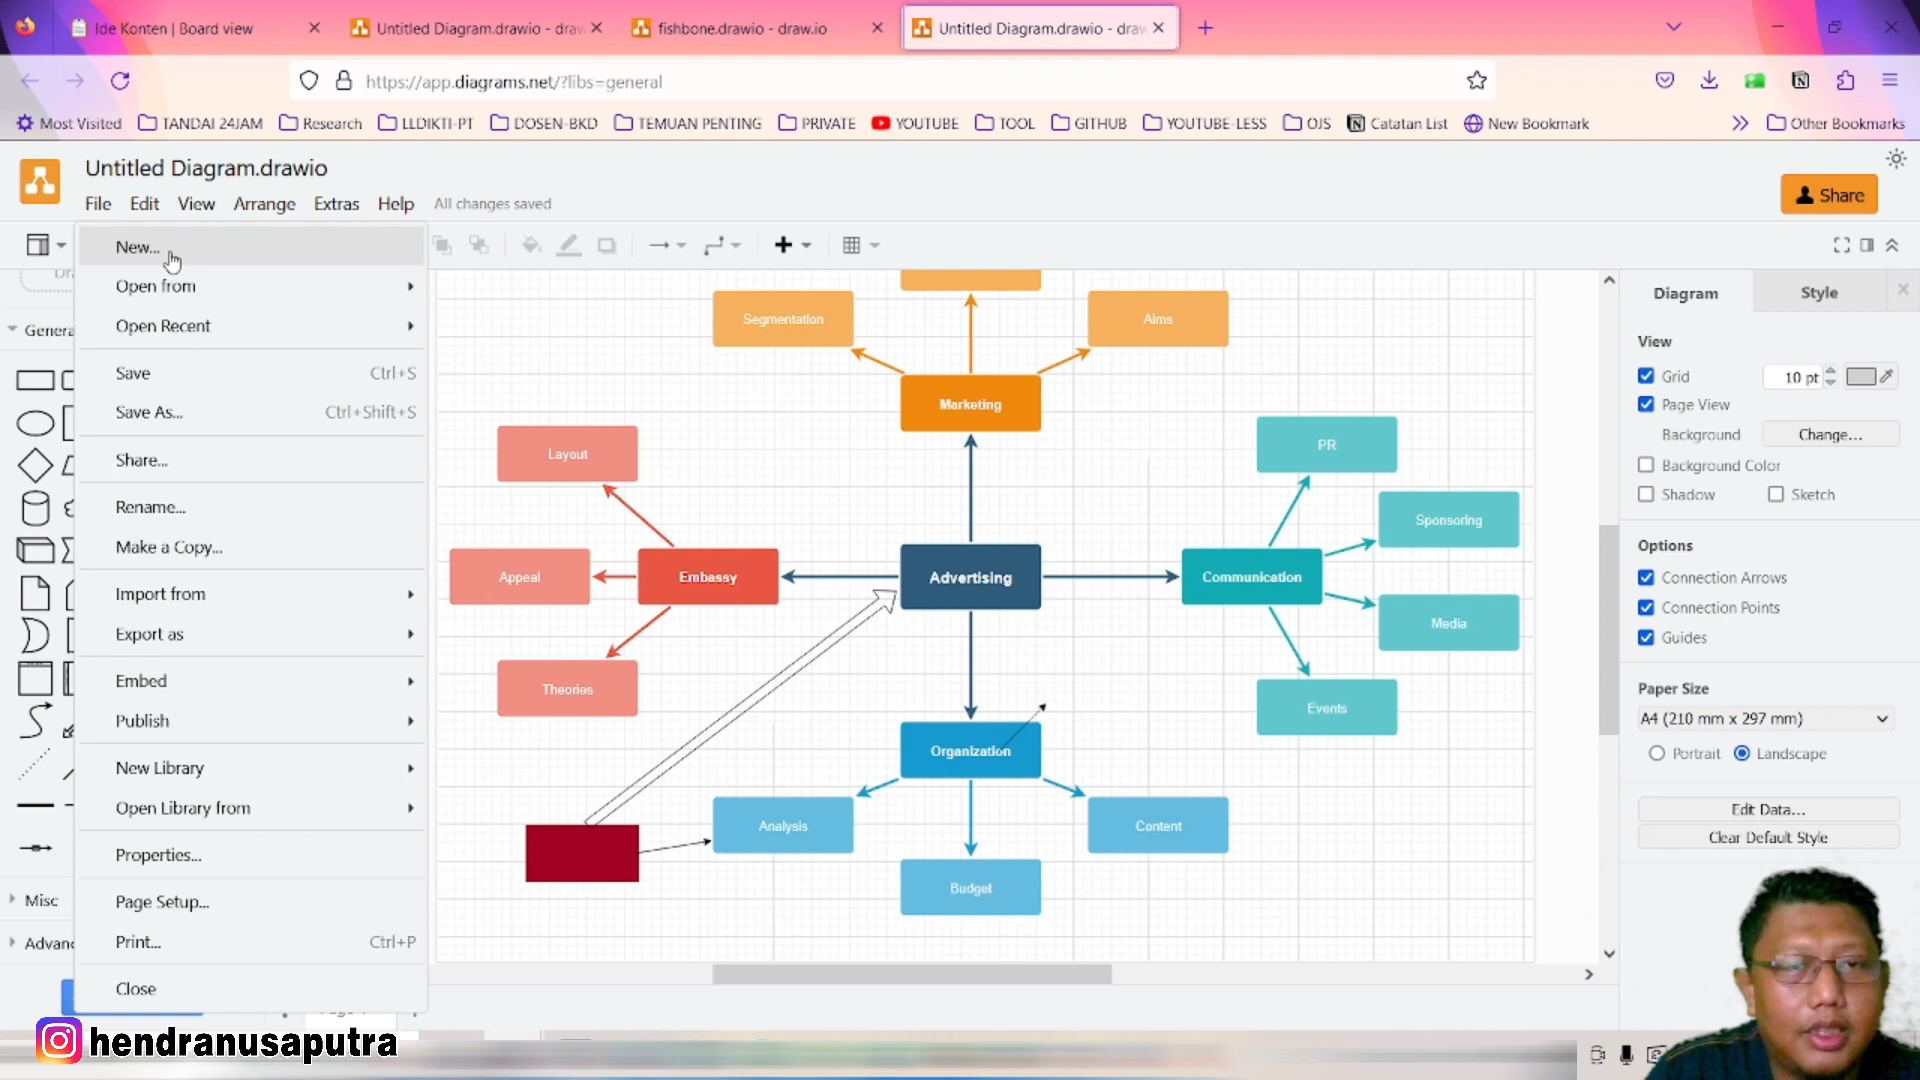 Ide Konten | Board view
Untitled Diagram.drawio - draw
fishbone.drawio - draw.io
Untitled Diagram.drawio - draw
https://app.diagrams.net/?libs=general
Most Visited
TANDAI 24JAM
Research
LLDIKTI-PT
DOSEN-BKD
TEMUAN PENTING
PRIVATE
YOUTUBE
TOOL
GITHUB
YOUTUBE-LESS
OJS
Catatan List
New Bookmark
Other Bookmarks
Untitled Diagram.drawio
Share
File Edit View Arrange Extras Help All changes saved
New...
Open from
Open Recent
Save Ctrl+S
Save As... Ctrl+Shift+S
Share...
Rename...
Make a Copy...
Import from
Export as
Embed
Publish
New Library
Open Library from
Properties...
Page Setup...
Print... Ctrl+P
Close
Misc
Segmentation
Aims
Marketing
Layout
PR
Sponsoring
Appeal
Embassy
Advertising
Communication
Media
Theories
Events
Organization
Analysis
Content
Budget
Diagram
Style
View
Grid 10 pt
Page View
Background Change...
Background Color
Shadow Sketch
Options
Connection Arrows
Connection Points
Guides
Paper Size
A4 (210 mm x 297 mm)
Portrait Landscape
Edit Data...
Clear Default Style
hendranusaputra